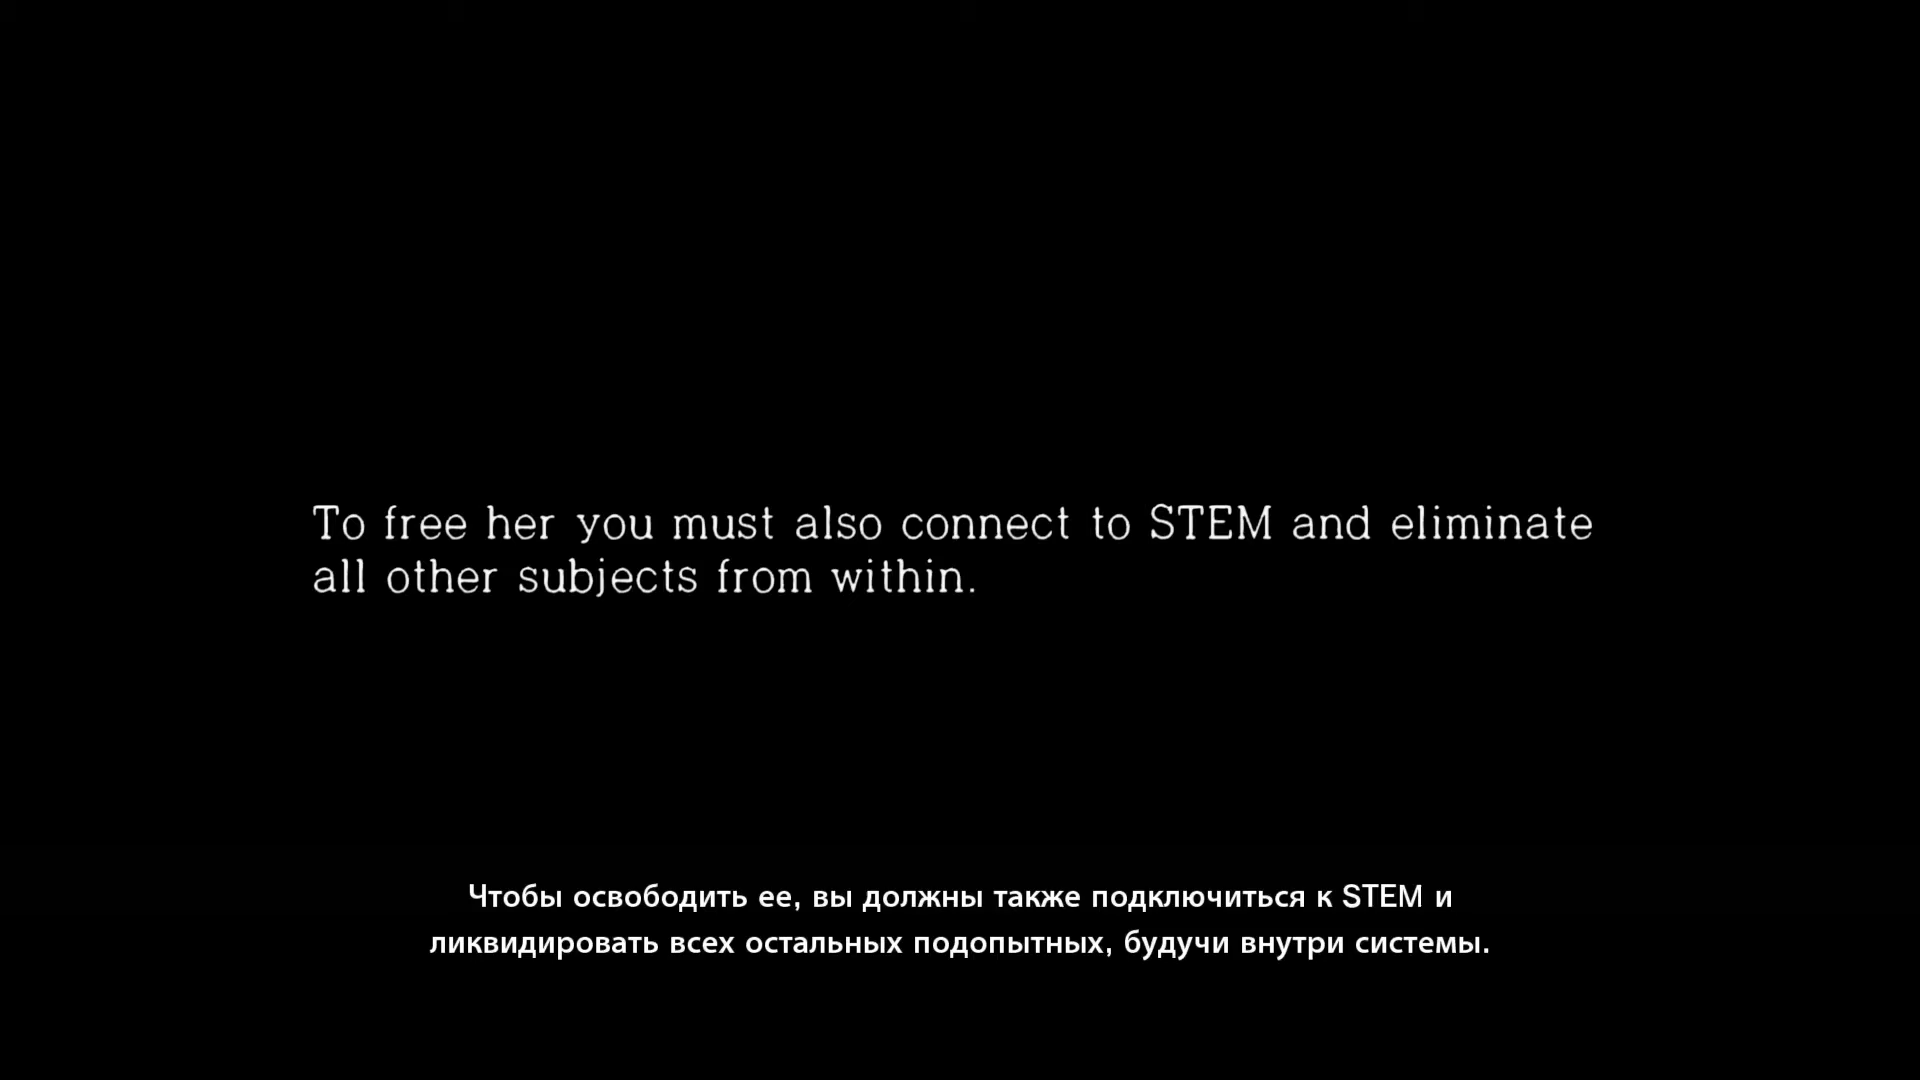 To free her you must also connect to STEM and eliminate
all other subjects from within.
Чтобы освободить ее, вы должны также подключиться к STEM и
ликвидировать всех остальных подопытных, будучи внутри системы.